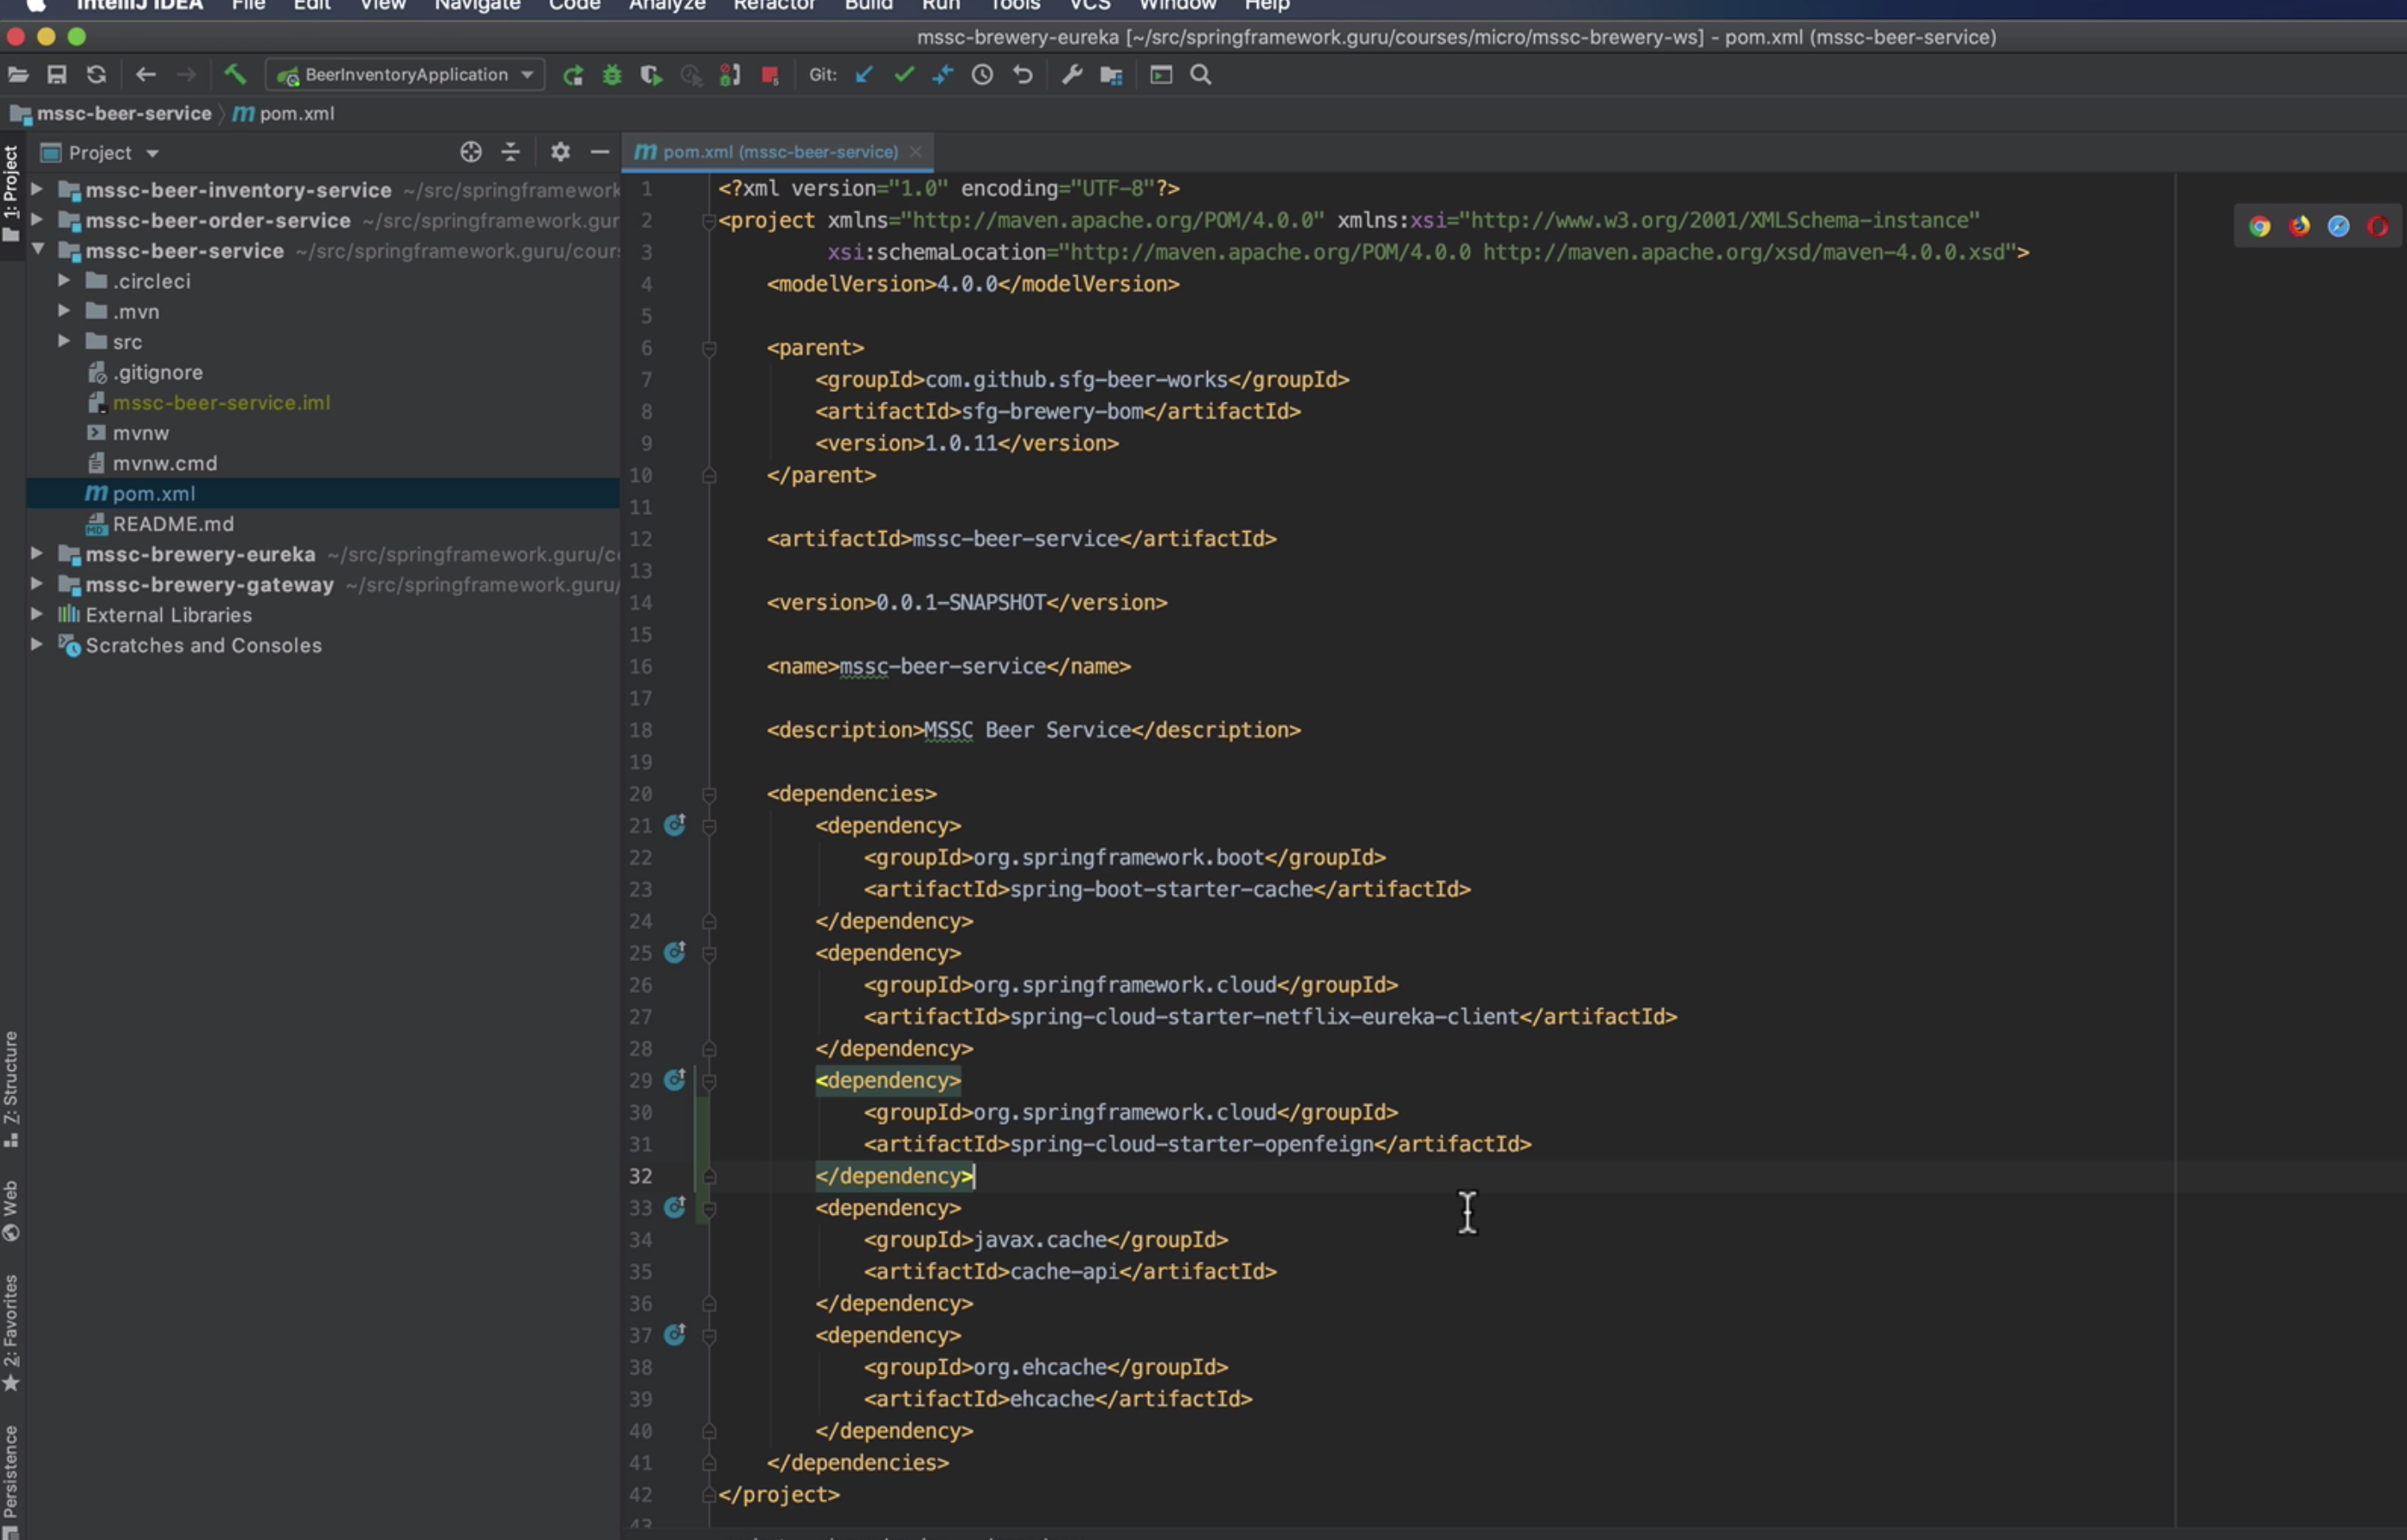 IntelliJ IDEA File Edit View Navigate Code Analyze Refactor Build Run Tools VCS Window Help
mssc-brewery-eureka [~/src/springframework.guru/courses/micro/mssc-brewery-ws] - pom.xml (mssc-beer-service)
BeerInventoryApplication Git:
mssc-beer-service pom.xml
1: Project
Project
mssc-beer-inventory-service ~/src/springframework
mssc-beer-order-service ~/src/springframework.gur
mssc-beer-service ~/src/springframework.guru/cour
.circleci
.mvn
src
.gitignore
mssc-beer-service.iml
mvnw
mvnw.cmd
pom.xml
README.md
mssc-brewery-eureka ~/src/springframework.guru/c
mssc-brewery-gateway ~/src/springframework.guru/
External Libraries
Scratches and Consoles
Z: Structure
Web
2: Favorites
Persistence
pom.xml (mssc-beer-service)
1 <?xml version="1.0" encoding="UTF-8"?>
2 <project xmlns="http://maven.apache.org/POM/4.0.0" xmlns:xsi="http://www.w3.org/2001/XMLSchema-instance"
3 xsi:schemaLocation="http://maven.apache.org/POM/4.0.0 http://maven.apache.org/xsd/maven-4.0.0.xsd">
4 <modelVersion>4.0.0</modelVersion>
5
6 <parent>
7 <groupId>com.github.sfg-beer-works</groupId>
8 <artifactId>sfg-brewery-bom</artifactId>
9 <version>1.0.11</version>
10 </parent>
11
12 <artifactId>mssc-beer-service</artifactId>
13
14 <version>0.0.1-SNAPSHOT</version>
15
16 <name>mssc-beer-service</name>
17
18 <description>MSSC Beer Service</description>
19
20 <dependencies>
21 <dependency>
22 <groupId>org.springframework.boot</groupId>
23 <artifactId>spring-boot-starter-cache</artifactId>
24 </dependency>
25 <dependency>
26 <groupId>org.springframework.cloud</groupId>
27 <artifactId>spring-cloud-starter-netflix-eureka-client</artifactId>
28 </dependency>
29 <dependency>
30 <groupId>org.springframework.cloud</groupId>
31 <artifactId>spring-cloud-starter-openfeign</artifactId>
32 </dependency>
33 <dependency>
34 <groupId>javax.cache</groupId>
35 <artifactId>cache-api</artifactId>
36 </dependency>
37 <dependency>
38 <groupId>org.ehcache</groupId>
39 <artifactId>ehcache</artifactId>
40 </dependency>
41 </dependencies>
42 </project>
43